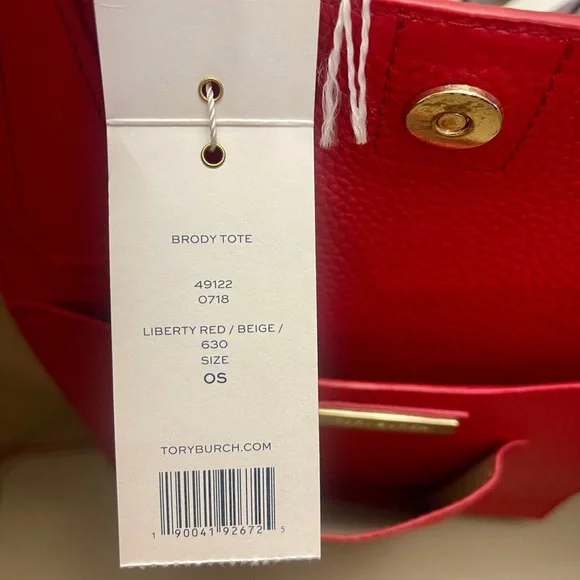 BRODY TOTE
49122
0718
LIBERTY RED / BEIGE /
630
SIZE
OS
TORYBURCH.COM
1 90041 92672 5